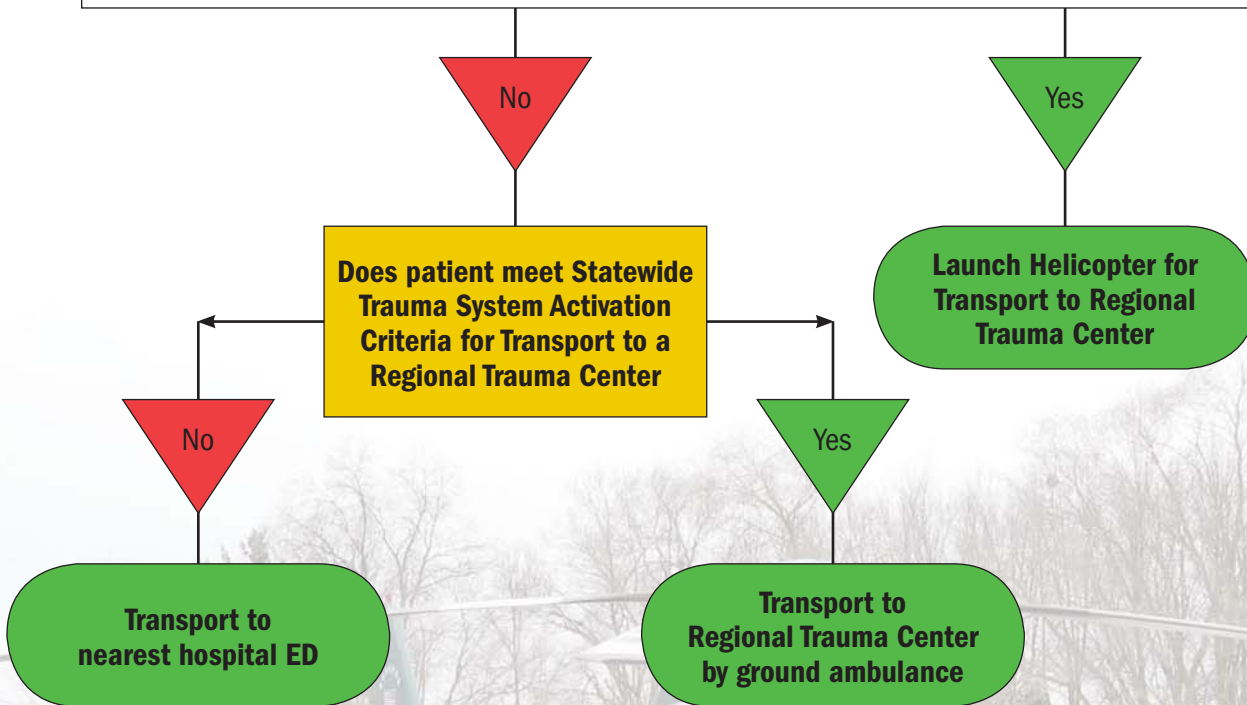 No
Yes
Does patient meet Statewide
Trauma System Activation
Criteria for Transport to a
Regional Trauma Center
Launch Helicopter for
Transport to Regional
Trauma Center
No
Yes
Transport to
nearest hospital ED
Transport to
Regional Trauma Center
by ground ambulance